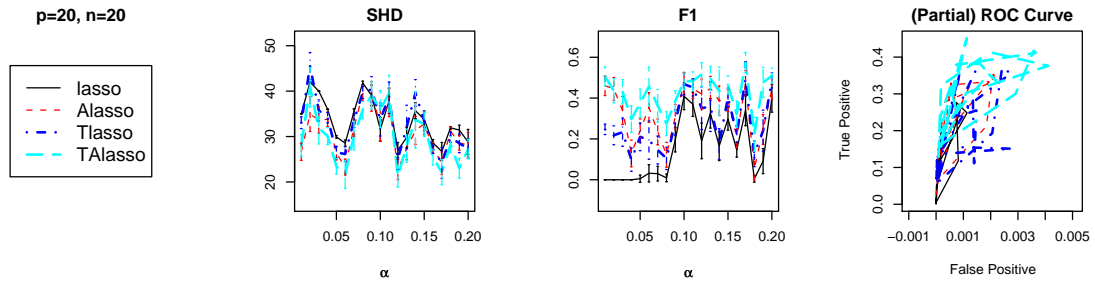 p=20, n=20
lasso
Alasso
Tlasso
TAlasso
SHD
50
40
30
20
0.05 0.10 0.15 0.20
α
F1
0.6
0.4
0.2
0.0
0.05 0.10 0.15 0.20
α
(Partial) ROC Curve
True Positive
0.4
0.3
0.2
0.1
0.0
−0.001 0.001 0.003 0.005
False Positive